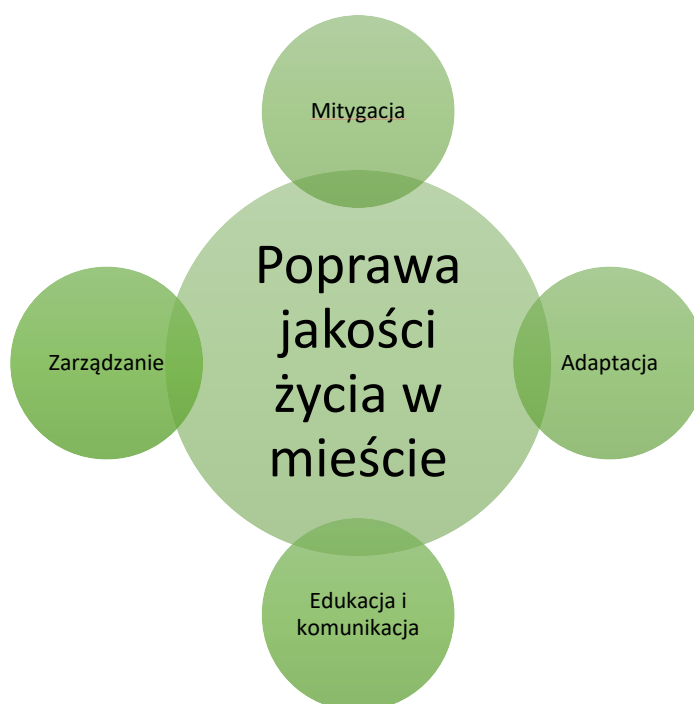 Mitygacja
Poprawa
jakości
życia w
mieście
Zarządzanie
Adaptacja
Edukacja i
komunikacja